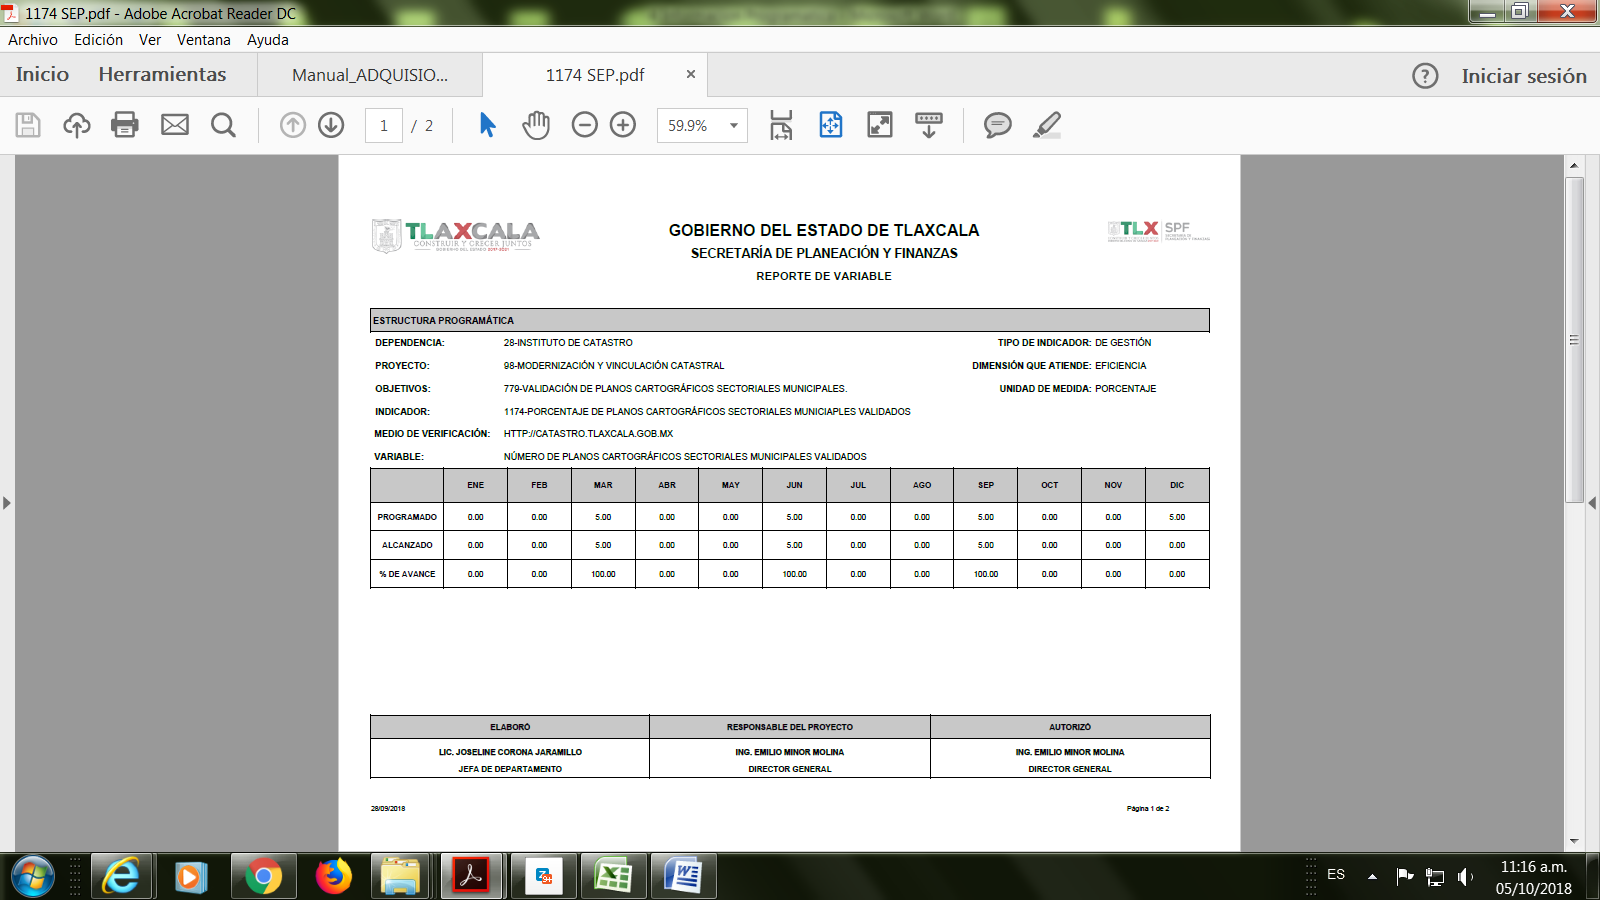 1174 SEP.pdf - Adobe Acrobat Reader DC
Archivo Edición Ver Ventana Ayuda
Inicio Herramientas Manual_ADQUISIO... 1174 SEP.pdf × Iniciar sesión
1 / 2 59.9%
TLAXCALA
CONSTRUIR Y CRECER JUNTOS
GOBIERNO DEL ESTADO 2017-2021
GOBIERNO DEL ESTADO DE TLAXCALA
SECRETARÍA DE PLANEACIÓN Y FINANZAS
REPORTE DE VARIABLE
TLX SPF
ESTRUCTURA PROGRAMÁTICA
DEPENDENCIA: 28-INSTITUTO DE CATASTRO TIPO DE INDICADOR: DE GESTIÓN
PROYECTO: 98-MODERNIZACIÓN Y VINCULACIÓN CATASTRAL DIMENSIÓN QUE ATIENDE: EFICIENCIA
OBJETIVOS: 779-VALIDACIÓN DE PLANOS CARTOGRÁFICOS SECTORIALES MUNICIPALES. UNIDAD DE MEDIDA: PORCENTAJE
INDICADOR: 1174-PORCENTAJE DE PLANOS CARTOGRÁFICOS SECTORIALES MUNICIAPLES VALIDADOS
MEDIO DE VERIFICACIÓN: HTTP://CATASTRO.TLAXCALA.GOB.MX
VARIABLE: NÚMERO DE PLANOS CARTOGRÁFICOS SECTORIALES MUNICIPALES VALIDADOS
ENE FEB MAR ABR MAY JUN JUL AGO SEP OCT NOV DIC
PROGRAMADO 0.00 0.00 5.00 0.00 0.00 5.00 0.00 0.00 5.00 0.00 0.00 5.00
ALCANZADO 0.00 0.00 5.00 0.00 0.00 5.00 0.00 0.00 5.00 0.00 0.00 0.00
% DE AVANCE 0.00 0.00 100.00 0.00 0.00 100.00 0.00 0.00 100.00 0.00 0.00 0.00
ELABORÓ RESPONSABLE DEL PROYECTO AUTORIZÓ
LIC. JOSELINE CORONA JARAMILLO ING. EMILIO MINOR MOLINA ING. EMILIO MINOR MOLINA
JEFA DE DEPARTAMENTO DIRECTOR GENERAL DIRECTOR GENERAL
28/09/2018 Página 1 de 2
ES 11:16 a.m.
05/10/2018